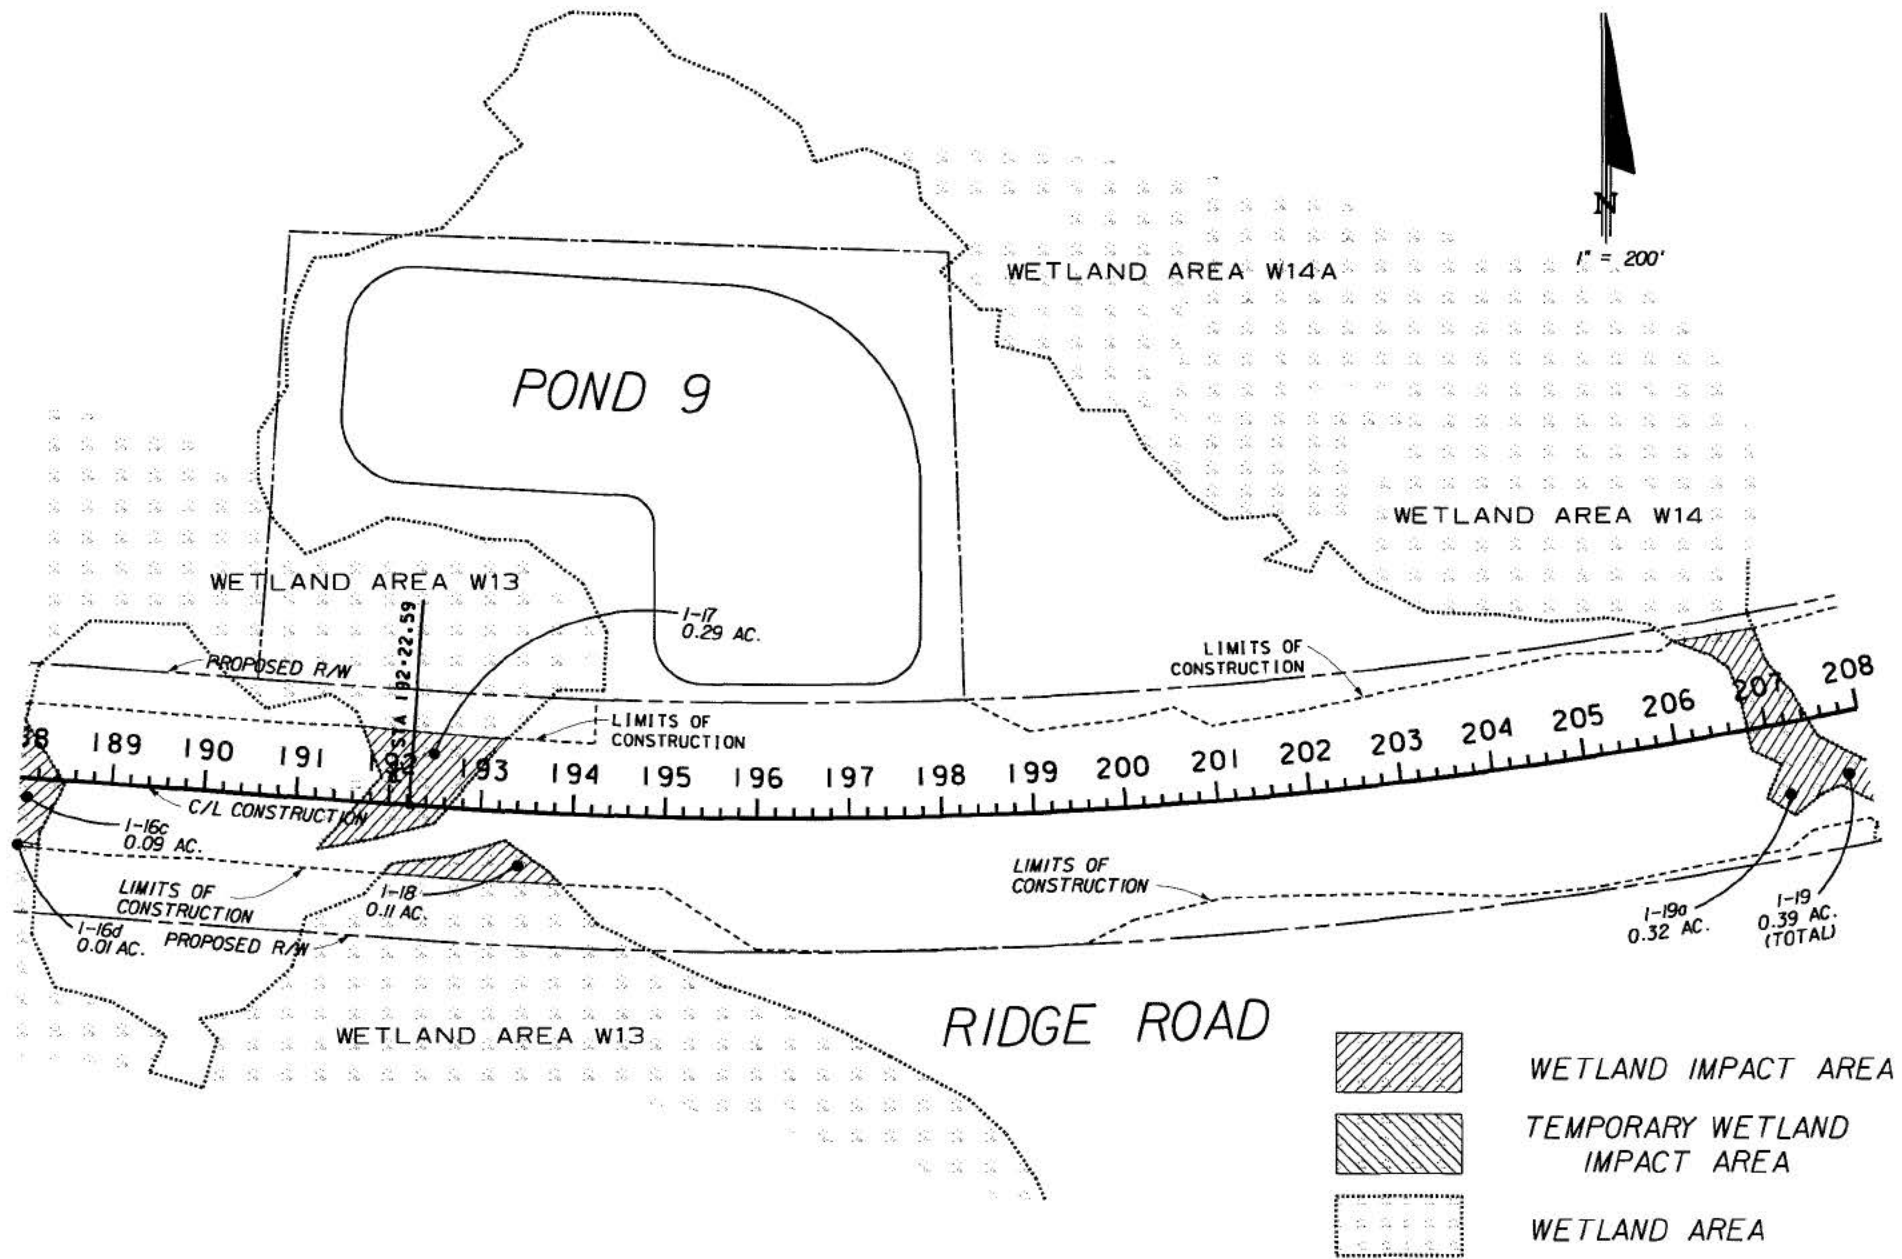 N
1" = 200'
WETLAND AREA W14A
POND 9
WETLAND AREA W14
WETLAND AREA W13
STA 192+22.59
1-17
0.29 AC.
PROPOSED R/W
LIMITS OF
CONSTRUCTION
LIMITS OF
CONSTRUCTION
189 190 191 192 193 194 195 196 197 198 199 200 201 202 203 204 205 206 207 208
C/L CONSTRUCTION
1-16c
0.09 AC.
LIMITS OF
CONSTRUCTION
1-18
0.11 AC.
LIMITS OF
CONSTRUCTION
1-16d
0.01 AC.
PROPOSED R/W
1-19a
0.32 AC.
1-19
0.39 AC.
(TOTAL)
WETLAND AREA W13
RIDGE ROAD
WETLAND IMPACT AREA
TEMPORARY WETLAND
IMPACT AREA
WETLAND AREA